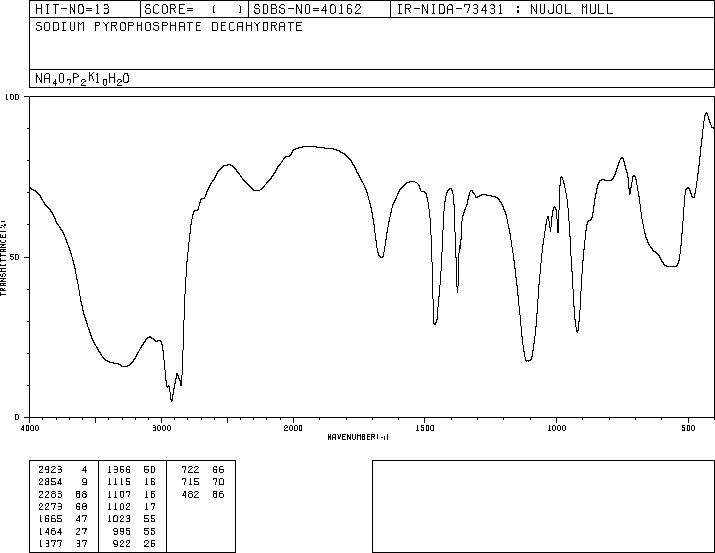 HIT-NO=13 SCORE= ( ) SDBS-NO=40162 IR-NIDA-73431 : NUJOL MULL
SODIUM PYROPHOSPHATE DECAHYDRATE
NA4O7P2K10H2O
100
50
0
TRANSMITTANCE(%)
4000 3000 2000 1500 1000 500
WAVENUMBER(-1)
2923 4 1366 60 722 66
2854 9 1115 16 715 70
2283 68 1107 16 482 66
2273 68 1102 17
1665 47 1023 55
1464 27 995 55
1377 37 922 26